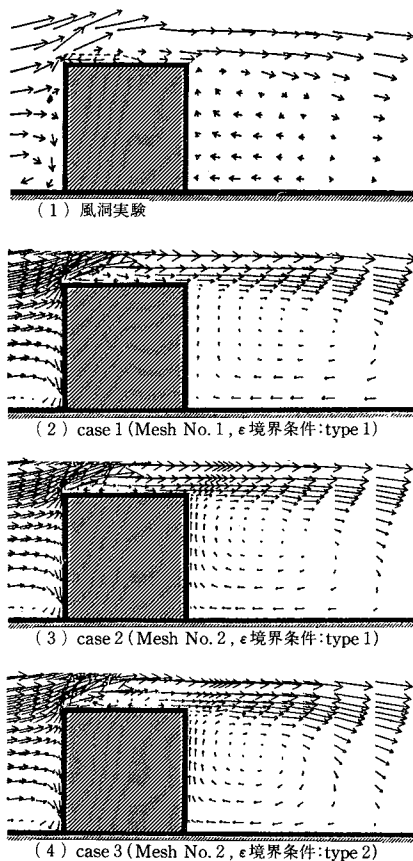 (1) 風洞実験
(2) case 1 (Mesh No. 1, ε境界条件:type 1)
(3) case 2 (Mesh No. 2, ε境界条件:type 1)
(4) case 3 (Mesh No. 2, ε境界条件:type 2)